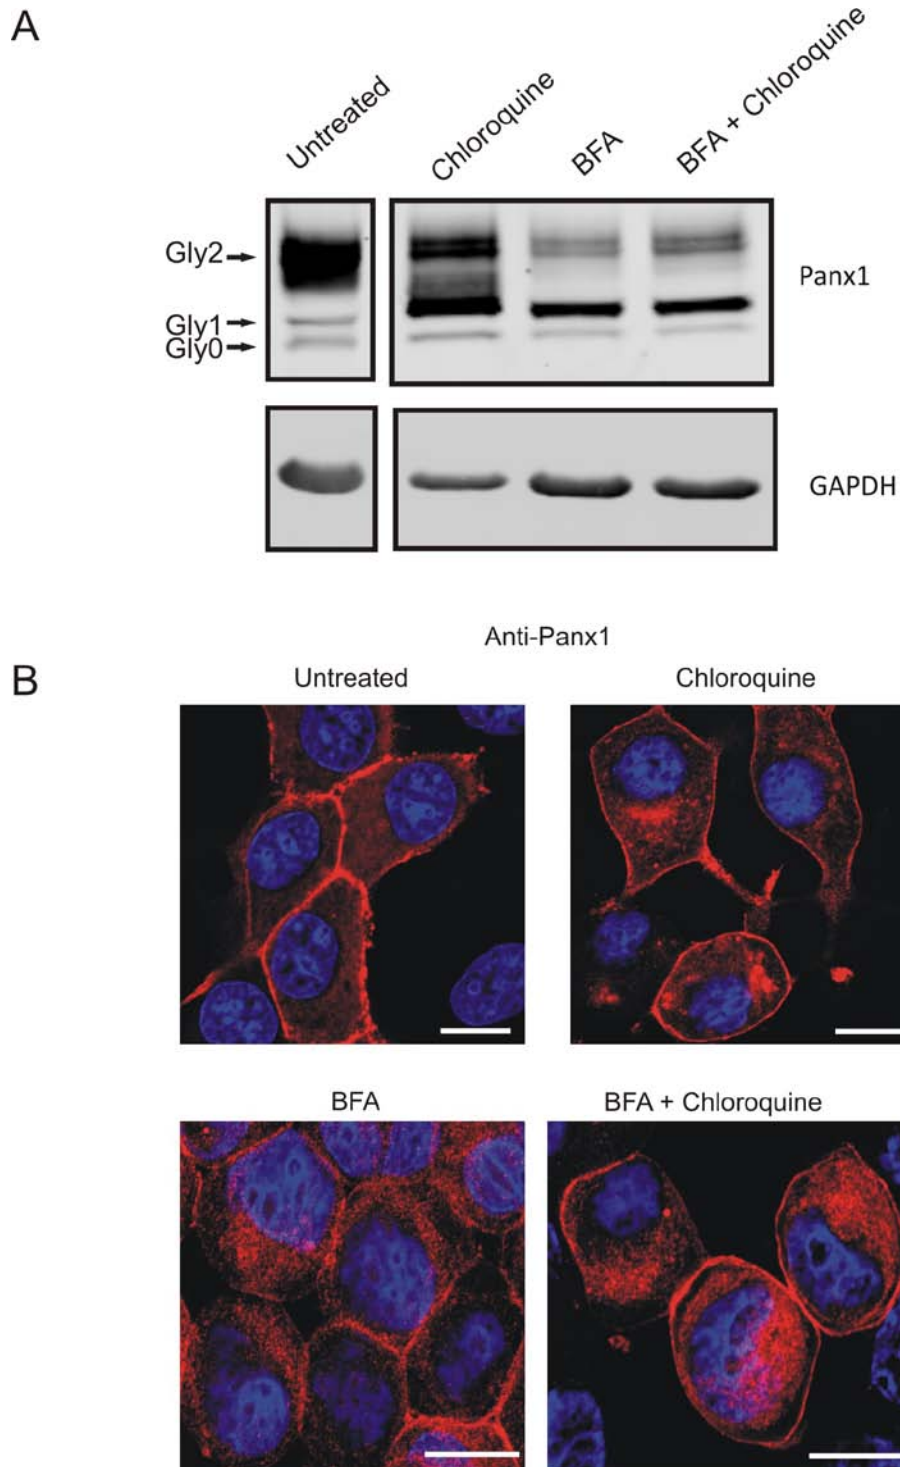 A
Untreated
Chloroquine
BFA
BFA + Chloroquine
Gly2
Gly1
Gly0
Panx1
GAPDH
Anti-Panx1
B
Untreated
Chloroquine
BFA
BFA + Chloroquine